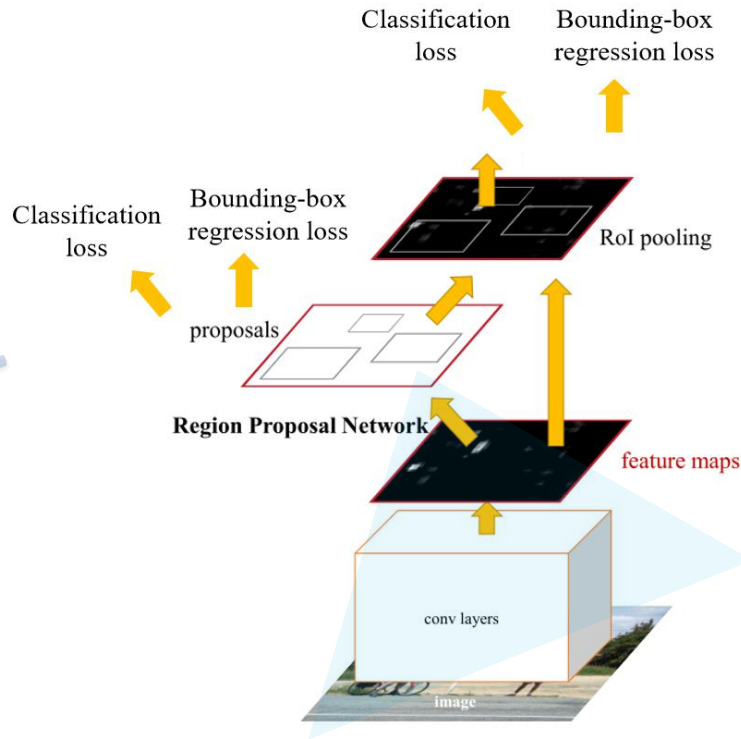 Classification
loss
Bounding-box
regression loss
Classification
loss
Bounding-box
regression loss
RoI pooling
proposals
Region Proposal Network
feature maps
conv layers
image